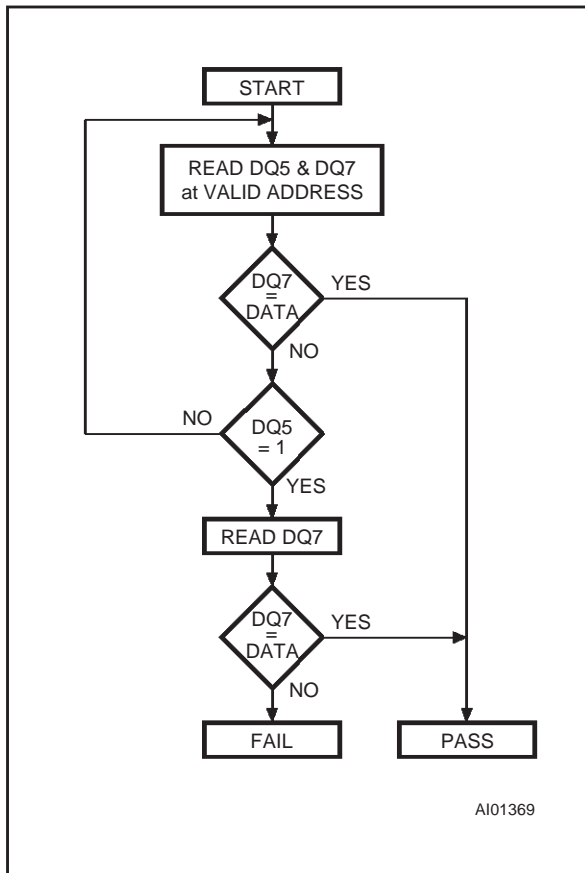 START
READ DQ5 & DQ7
at VALID ADDRESS
DQ7
=
DATA
YES
NO
NO
DQ5
= 1
YES
READ DQ7
DQ7
=
DATA
YES
NO
FAIL
PASS
AI01369